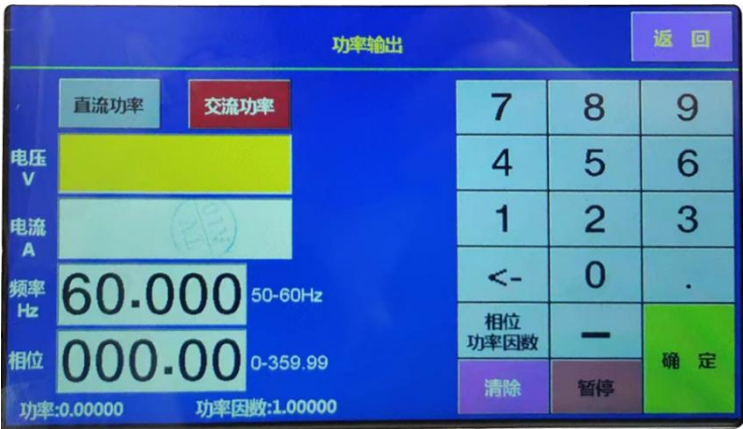 功率输出
返 回
直流功率
交流功率
7 8 9
电压
V
4 5 6
电流
A
1 2 3
频率
Hz
60.000
50-60Hz
<- 0 .
相位
000.00
0-359.99
相位
功率因数
-
确 定
清除
暂停
功率:0.00000
功率因数:1.00000